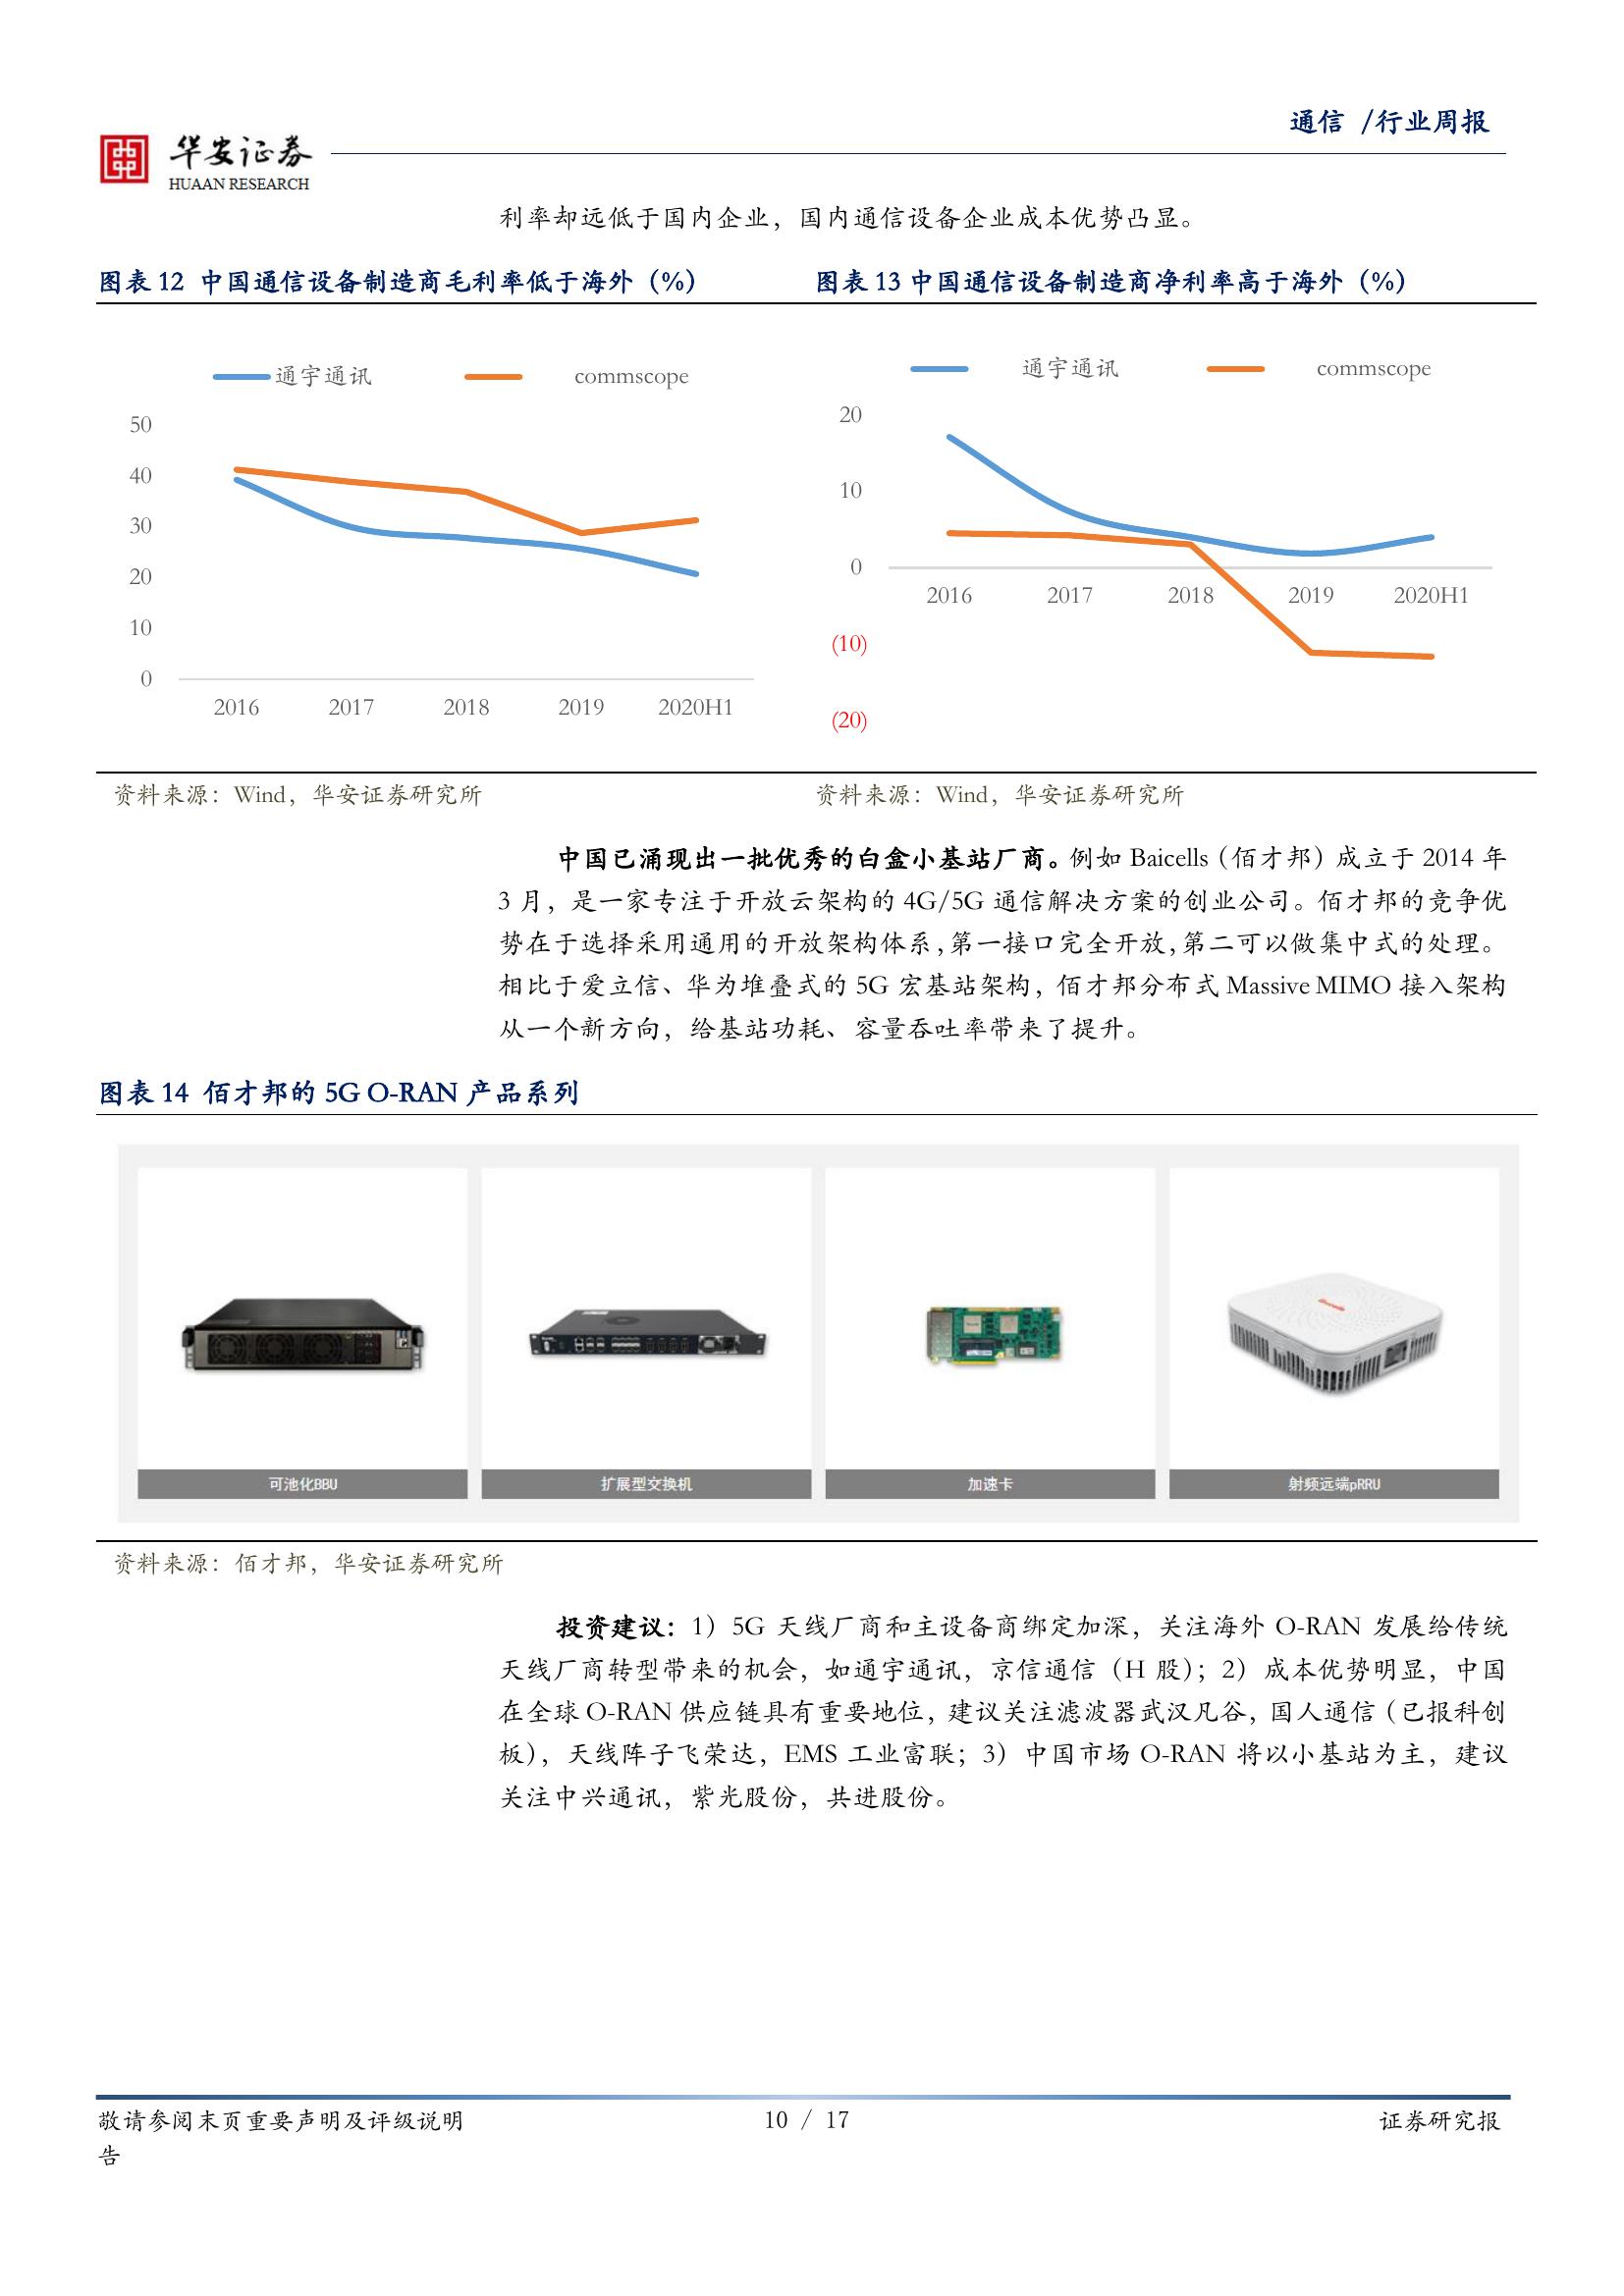 通信 /行业周报
华安证券
HUAAN RESEARCH
利率却远低于国内企业，国内通信设备企业成本优势凸显。
图表 12 中国通信设备制造商毛利率低于海外（%）
通宇通讯 commscope
50
40
30
20
10
0
2016 2017 2018 2019 2020H1
资料来源：Wind，华安证券研究所
图表 13 中国通信设备制造商净利率高于海外（%）
通宇通讯 commscope
20
10
0
(10)
(20)
2016 2017 2018 2019 2020H1
资料来源：Wind，华安证券研究所
中国已涌现出一批优秀的白盒小基站厂商。例如 Baicells（佰才邦）成立于 2014 年
3 月，是一家专注于开放云架构的 4G/5G 通信解决方案的创业公司。佰才邦的竞争优
势在于选择采用通用的开放架构体系，第一接口完全开放，第二可以做集中式的处理。
相比于爱立信、华为堆叠式的 5G 宏基站架构，佰才邦分布式 Massive MIMO 接入架构
从一个新方向，给基站功耗、容量吞吐率带来了提升。
图表 14 佰才邦的 5G O-RAN 产品系列
可池化BBU 扩展型交换机 加速卡 射频远端pRRU
资料来源：佰才邦，华安证券研究所
投资建议：1）5G 天线厂商和主设备商绑定加深，关注海外 O-RAN 发展给传统
天线厂商转型带来的机会，如通宇通讯，京信通信（H 股）；2）成本优势明显，中国
在全球 O-RAN 供应链具有重要地位，建议关注滤波器武汉凡谷，国人通信（已报科创
板），天线阵子飞荣达，EMS 工业富联；3）中国市场 O-RAN 将以小基站为主，建议
关注中兴通讯，紫光股份，共进股份。
敬请参阅末页重要声明及评级说明 10 / 17 证券研究报
告